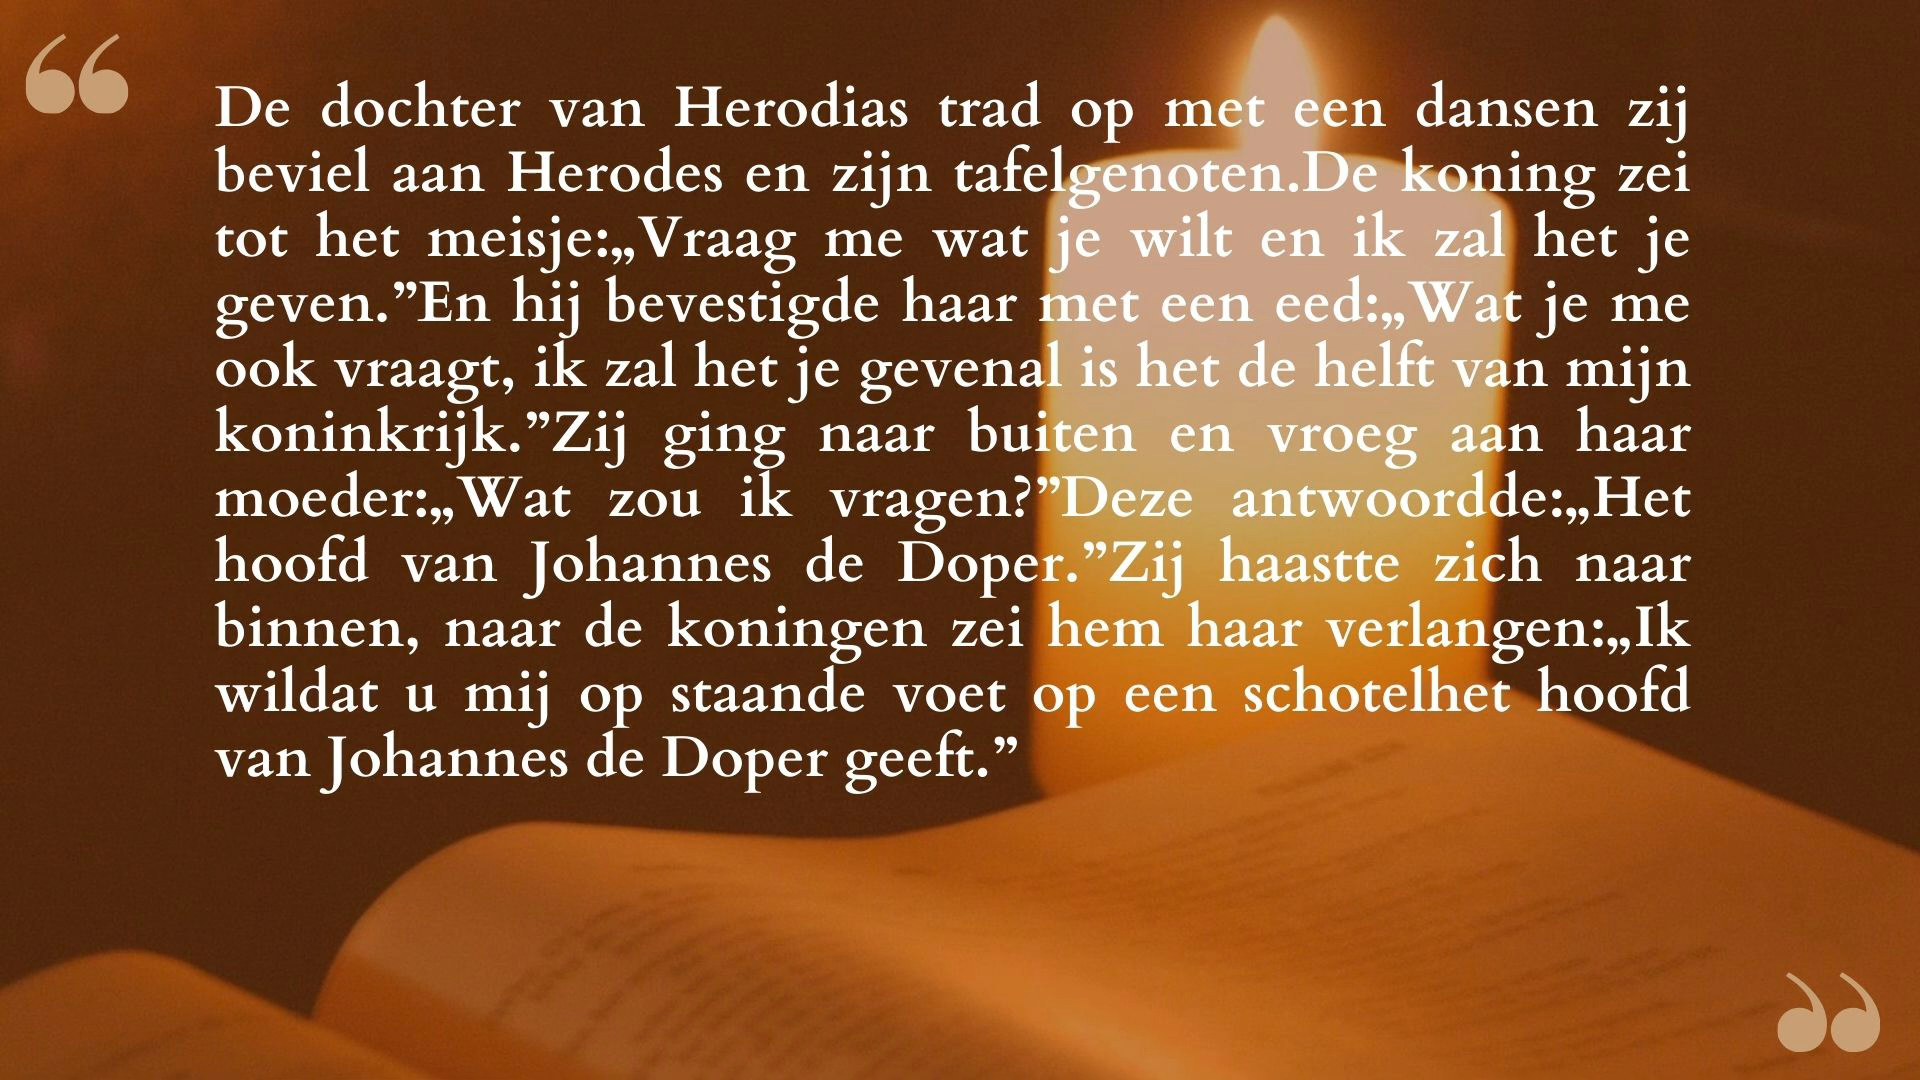 De dochter van Herodias trad op met een dansen zij
beviel aan Herodes en zijn tafelgenoten.De koning zei
tot het meisje:„Vraag me wat je wilt en ik zal het je
geven.”En hij bevestigde haar met een eed:„Wat je me
ook vraagt, ik zal het je gevenal is het de helft van mijn
koninkrijk.”Zij ging naar buiten en vroeg aan haar
moeder:„Wat zou ik vragen?”Deze antwoordde:„Het
hoofd van Johannes de Doper.”Zij haastte zich naar
binnen, naar de koningen zei hem haar verlangen:„Ik
wildat u mij op staande voet op een schotelhet hoofd
van Johannes de Doper geeft.”